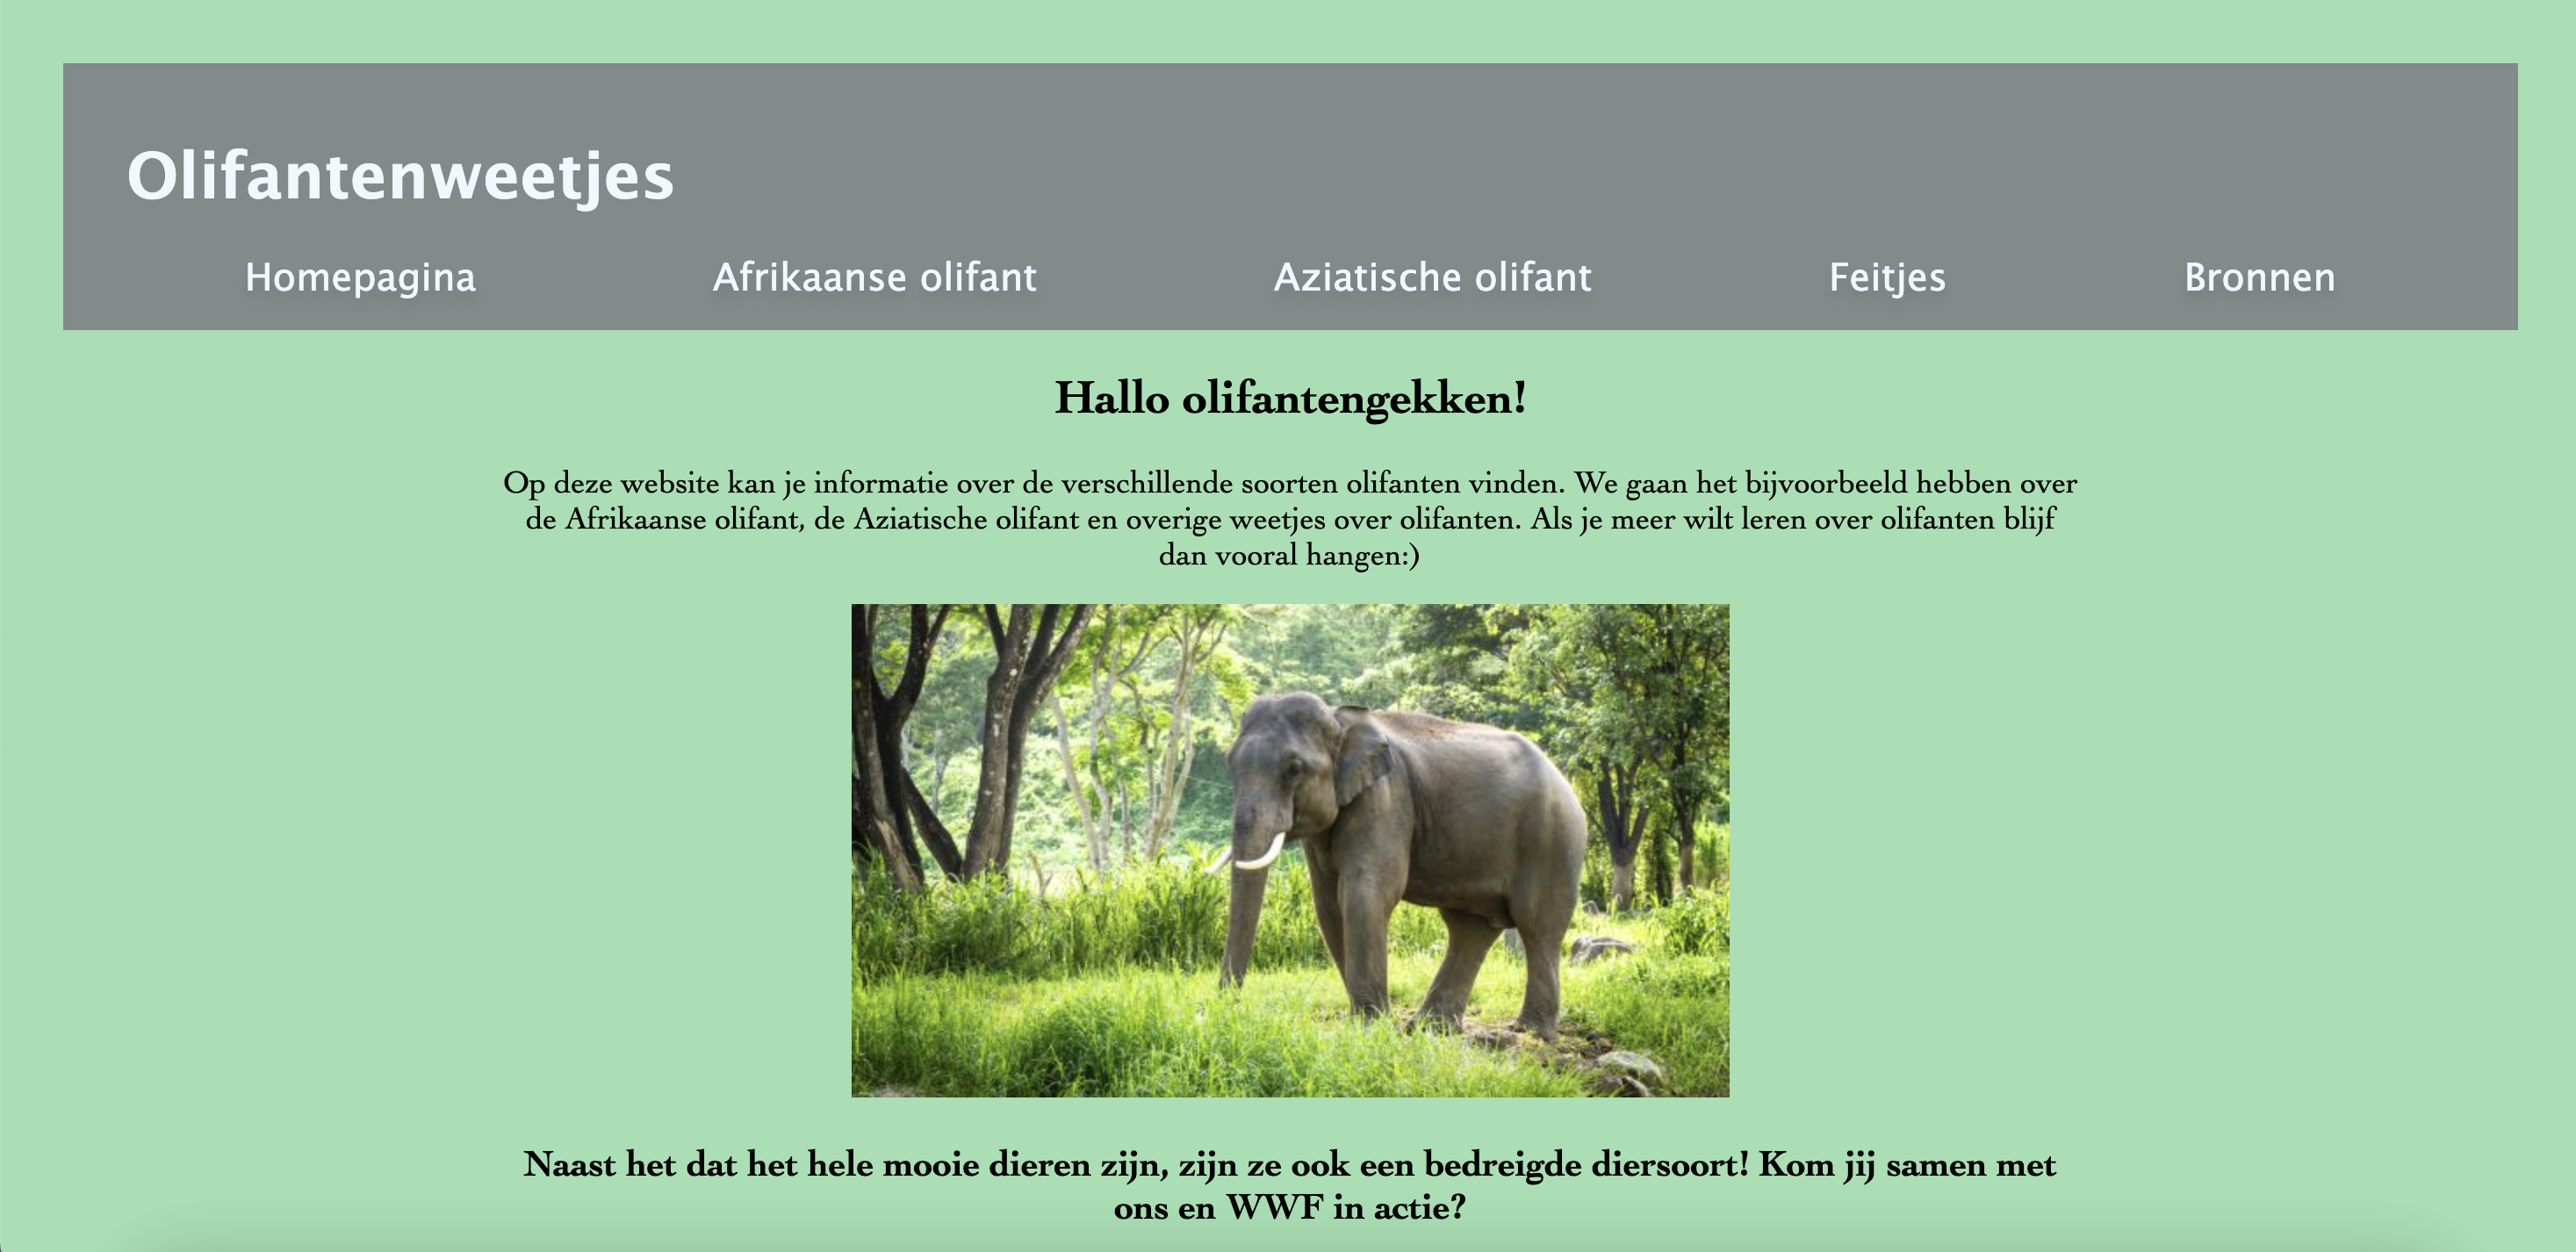 Olifantenweetjes
Homepagina Afrikaanse olifant Aziatische olifant Feitjes Bronnen
Hallo olifantengekken!
Op deze website kan je informatie over de verschillende soorten olifanten vinden. We gaan het bijvoorbeeld hebben over
de Afrikaanse olifant, de Aziatische olifant en overige weetjes over olifanten. Als je meer wilt leren over olifanten blijf
dan vooral hangen:)
Naast het dat het hele mooie dieren zijn, zijn ze ook een bedreigde diersoort! Kom jij samen met
ons en WWF in actie?